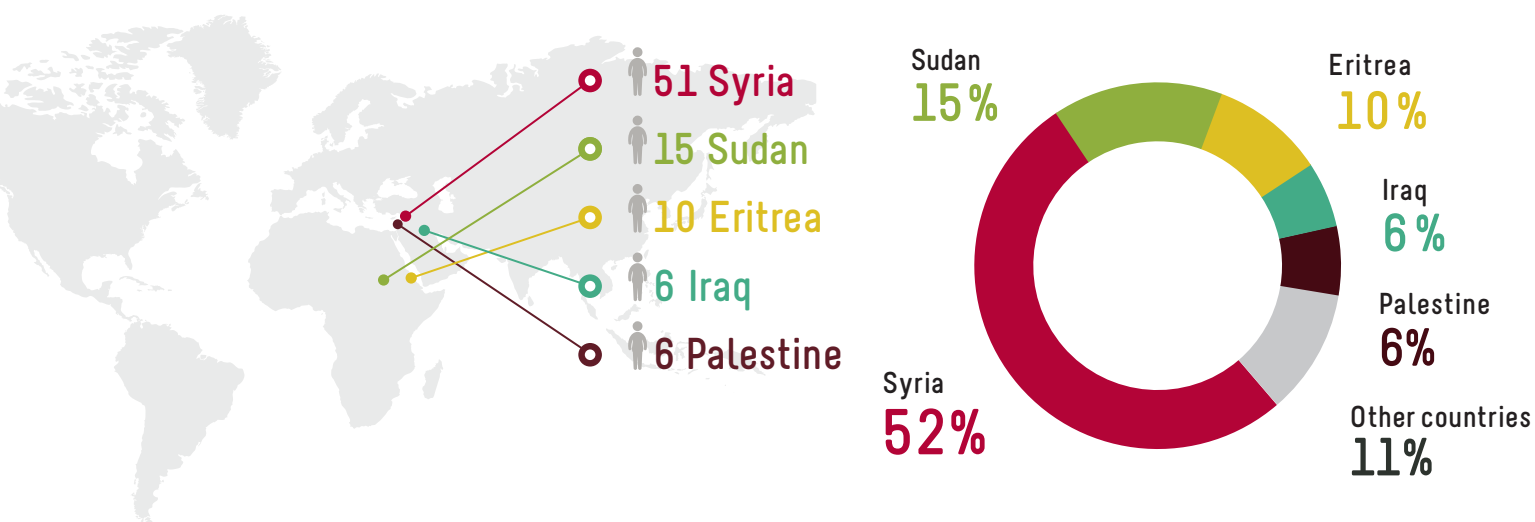 51 Syria
15 Sudan
10 Eritrea
6 Iraq
6 Palestine
Sudan
15%
Eritrea
10%
Iraq
6%
Palestine
6%
Syria
52%
Other countries
11%